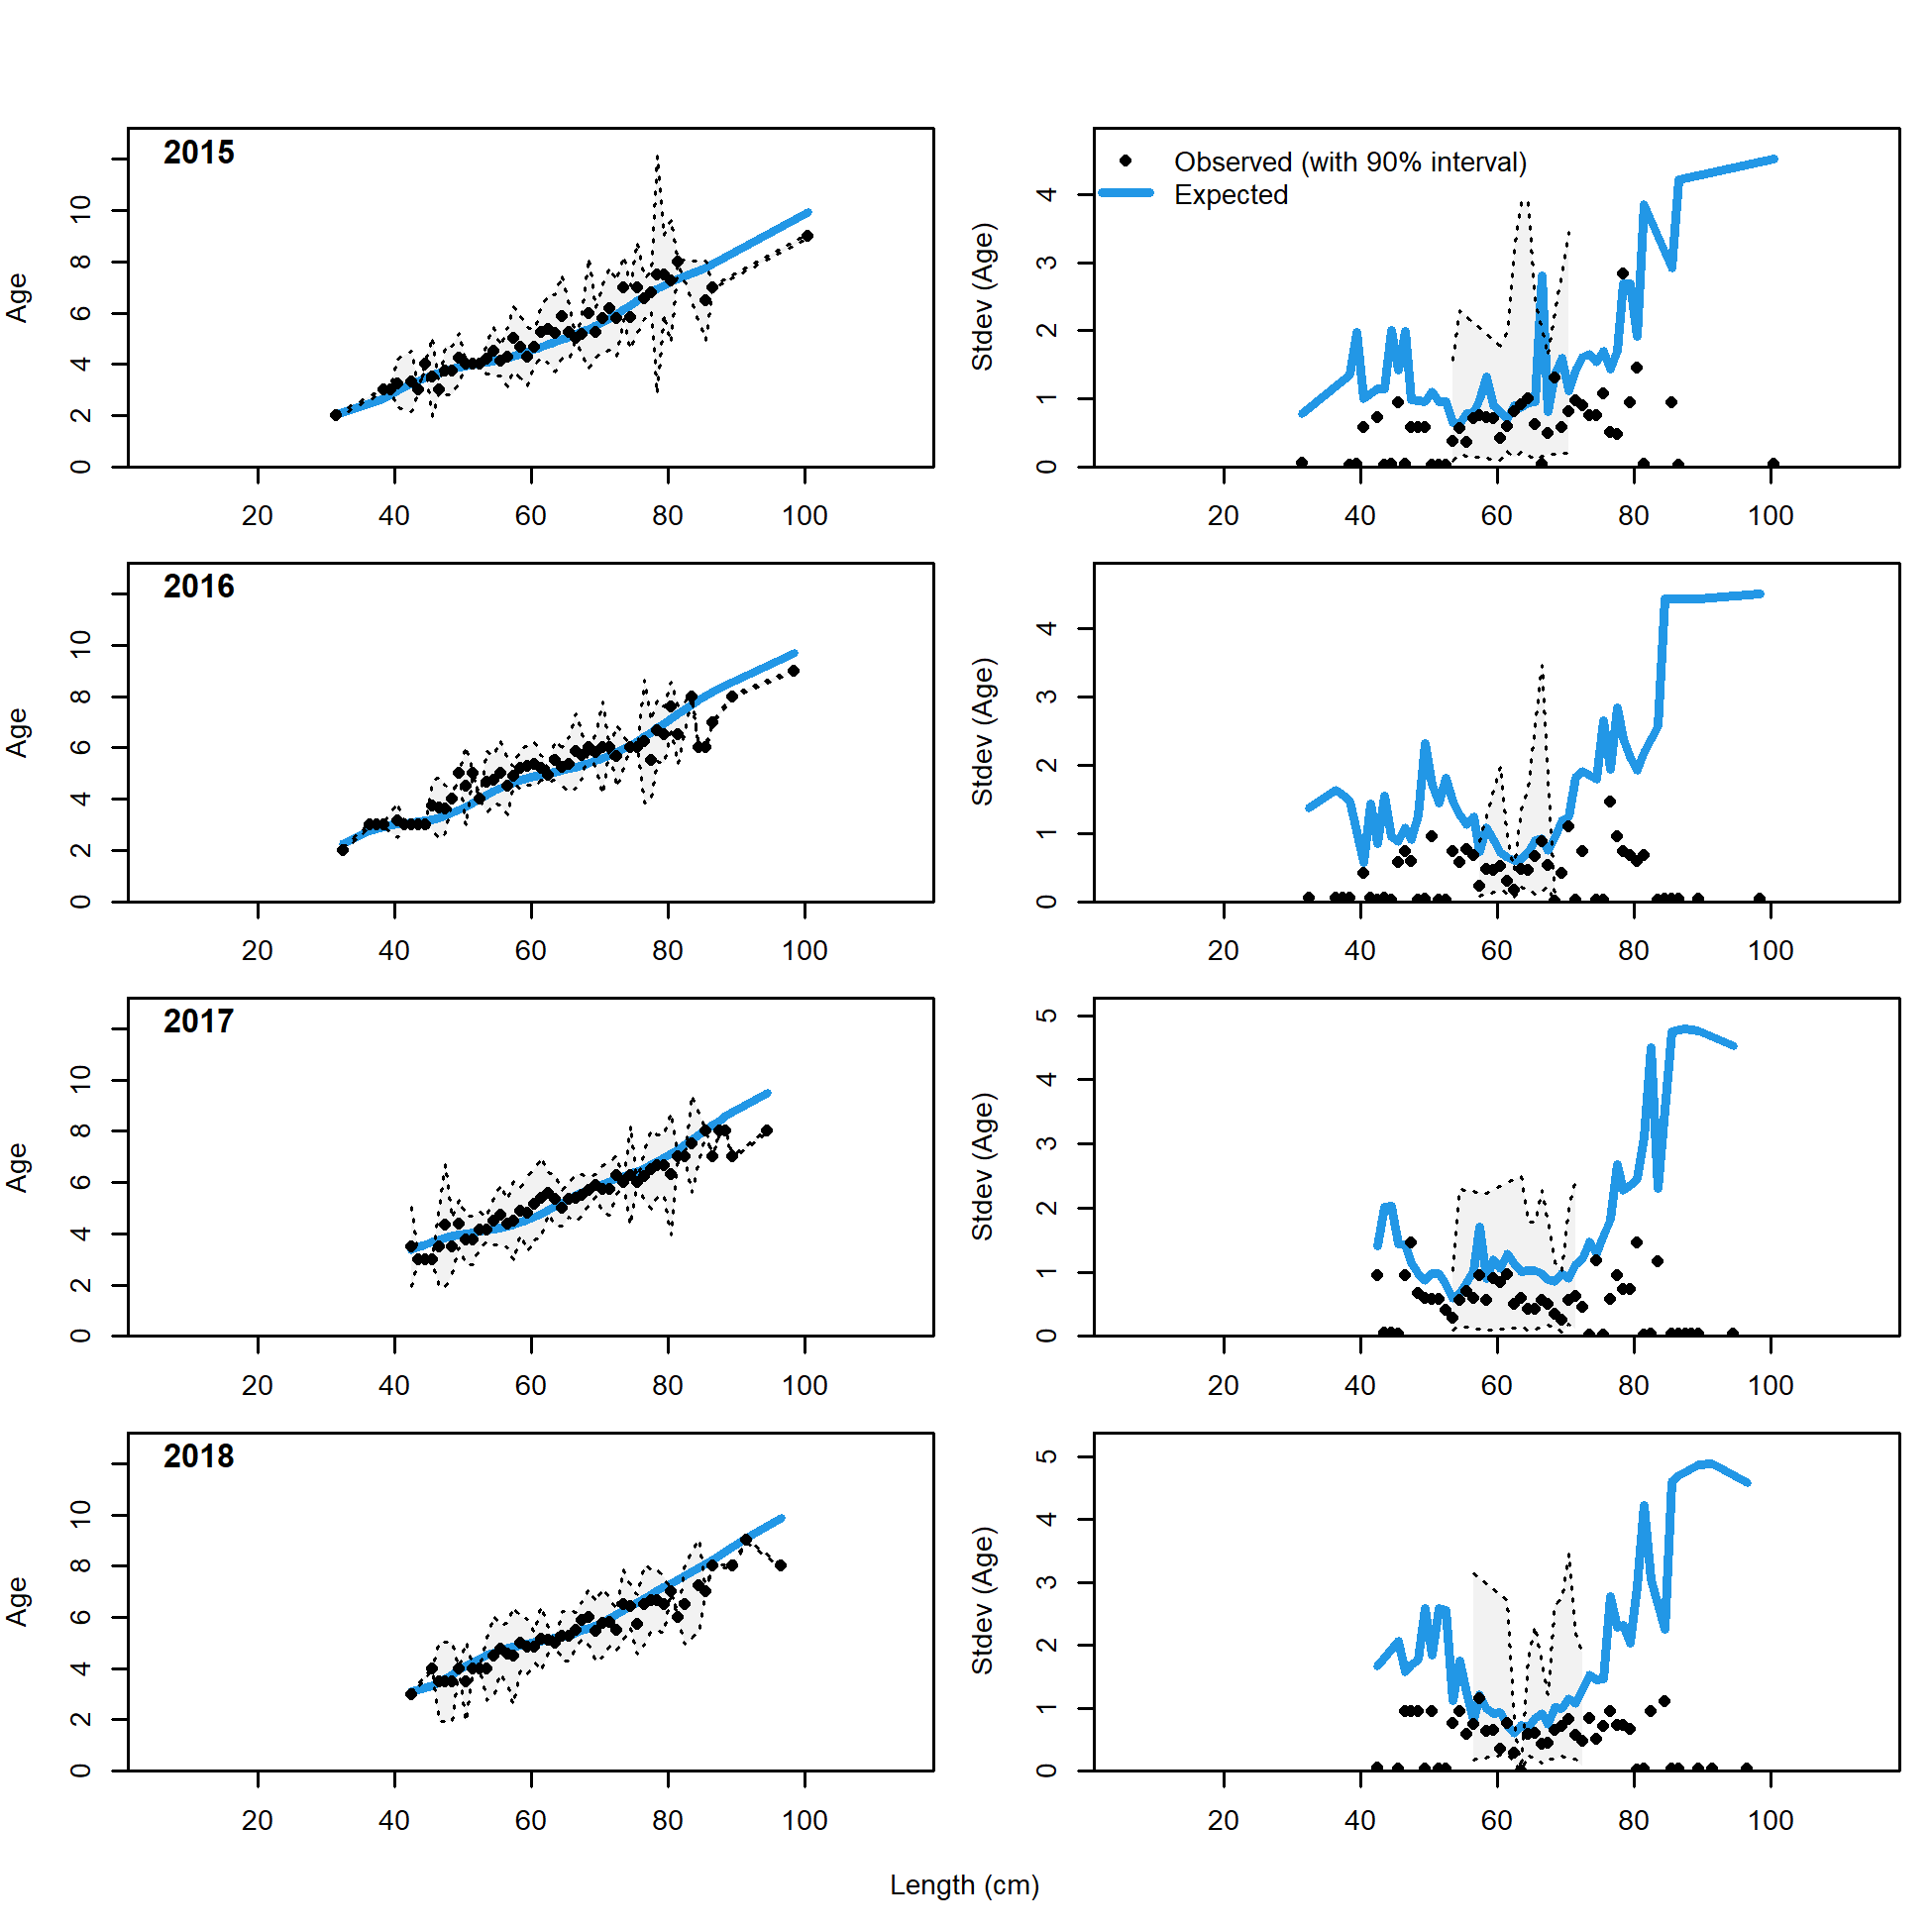 2015
Age
0 2 4 6 8 10
20 40 60 80 100
Observed (with 90% interval)
Expected
Stdev (Age)
0 1 2 3 4
20 40 60 80 100
2016
Age
0 2 4 6 8 10
20 40 60 80 100
Stdev (Age)
0 1 2 3 4
20 40 60 80 100
2017
Age
0 2 4 6 8 10
20 40 60 80 100
Stdev (Age)
0 1 2 3 4 5
20 40 60 80 100
2018
Age
0 2 4 6 8 10
20 40 60 80 100
Stdev (Age)
0 1 2 3 4 5
20 40 60 80 100
Length (cm)